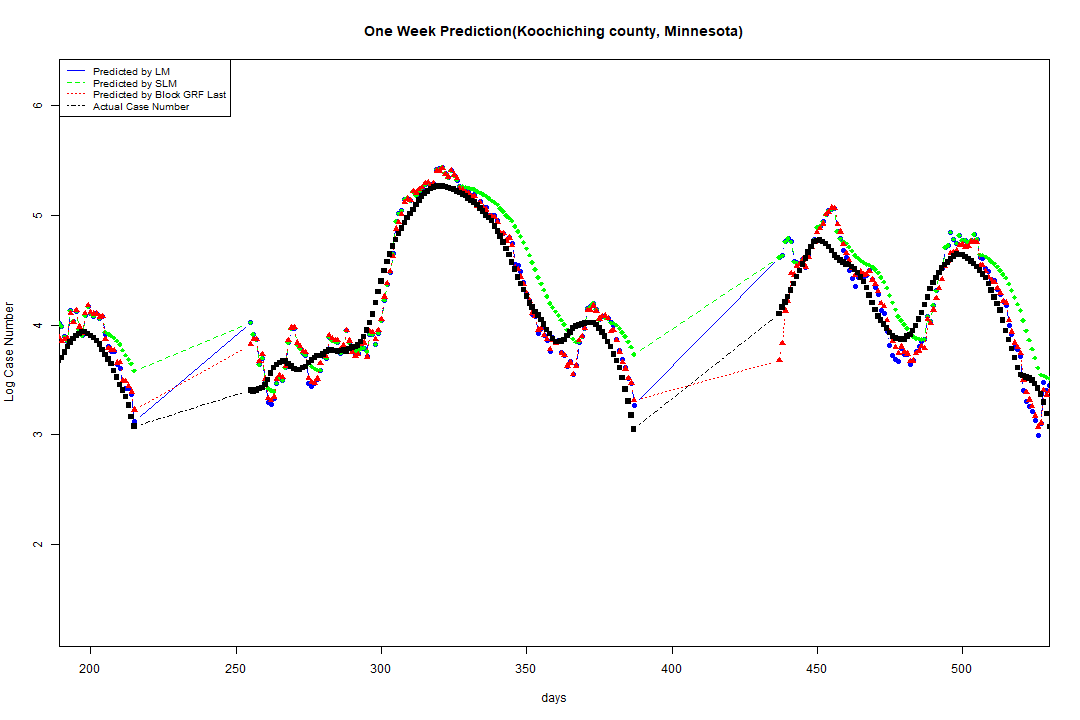 One Week Prediction(Koochiching county, Minnesota)
Predicted by LM
Predicted by SLM
Predicted by Block GRF Last
Actual Case Number
6
5
4
3
2
Log Case Number
200 250 300 350 400 450 500
days